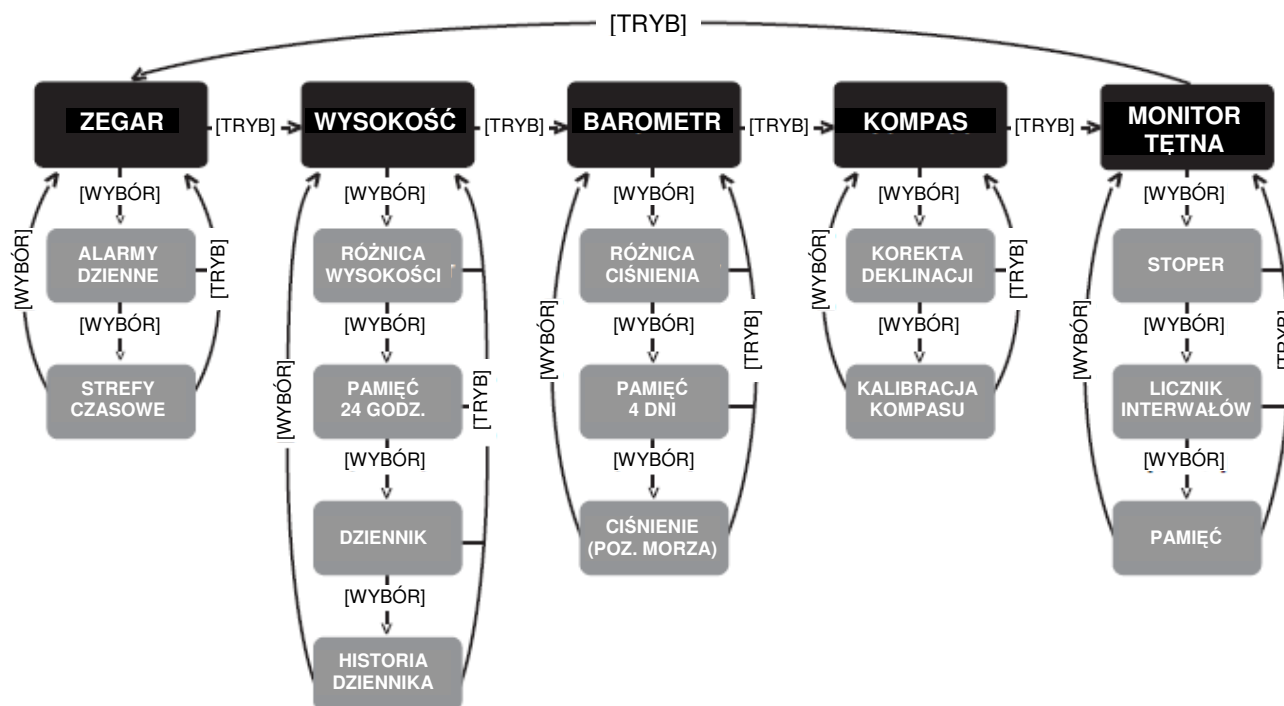 [TRYB]
ZEGAR
[TRYB]
WYSOKOŚĆ
[TRYB]
BAROMETR
[TRYB]
KOMPAS
[TRYB]
MONITOR
TĘTNA
[WYBÓR]
[WYBÓR]
[WYBÓR]
[WYBÓR]
[WYBÓR]
[WYBÓR]
ALARMY
DZIENNE
[TRYB]
RÓŻNICA
WYSOKOŚCI
RÓŻNICA
CIŚNIENIA
[WYBÓR]
KOREKTA
DEKLINACJI
[TRYB]
STOPER
[WYBÓR]
[WYBÓR]
[WYBÓR]
[WYBÓR]
[WYBÓR]
STREFY
CZASOWE
[WYBÓR]
PAMIĘĆ
24 GODZ.
[TRYB]
[WYBÓR]
PAMIĘĆ
4 DNI
[TRYB]
KALIBRACJA
KOMPASU
[WYBÓR]
LICZNIK
INTERWAŁÓW
[TRYB]
[WYBÓR]
[WYBÓR]
[WYBÓR]
DZIENNIK
CIŚNIENIE
(POZ. MORZA)
PAMIĘĆ
[WYBÓR]
HISTORIA
DZIENNIKA